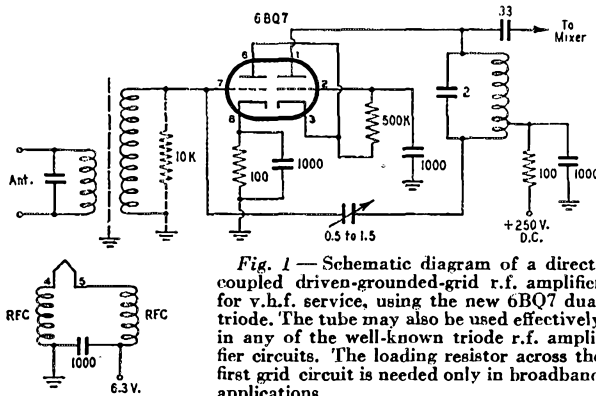 6BQ7
.33
To
Mixer
6
1
7
2
8
3
2
500K
10K
Ant.
100
1000
1000
100
1000
0.5 to 1.5
+250 V.
D.C.
4
5
RFC
RFC
1000
6.3 V.
Fig. 1 — Schematic diagram of a direct-
coupled driven-grounded-grid r.f. amplifier
for v.h.f. service, using the new 6BQ7 dual
triode. The tube may also be used effectively
in any of the well-known triode r.f. ampli-
fier circuits. The loading resistor across the
first grid circuit is needed only in broadband
applications.